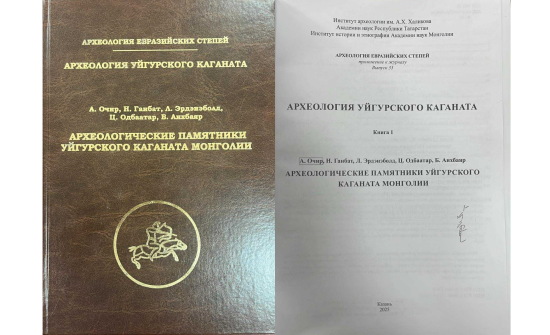 АРХЕОЛОГИЯ ЕВРАЗИЙСКИХ СТЕПЕЙ
АРХЕОЛОГИЯ УЙГУРСКОГО КАГАНАТА
А. Очир, Н. Ганбат, Л. Эрдэнэболд,
Ц. Одбаатар, Б. Анхбаяр
АРХЕОЛОГИЧЕСКИЕ ПАМЯТНИКИ
УЙГУРСКОГО КАГАНАТА МОНГОЛИИ
Институт археологии им. А.Х. Халикова
Академии наук Республики Татарстан
Институт истории и этнографии Академии наук Монголии
АРХЕОЛОГИЯ ЕВРАЗИЙСКИХ СТЕПЕЙ
приложение к журналу
Выпуск 33
АРХЕОЛОГИЯ УЙГУРСКОГО КАГАНАТА
Книга 1
А. Очир, Н. Ганбат, Л. Эрдэнэболд, Ц. Одбаатар, Б. Анхбаяр
АРХЕОЛОГИЧЕСКИЕ ПАМЯТНИКИ УЙГУРСКОГО
КАГАНАТА МОНГОЛИИ
Казань